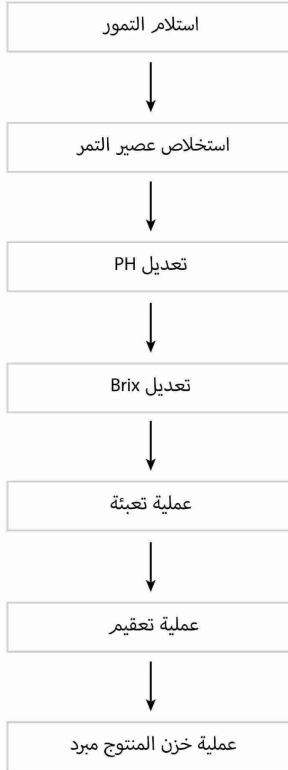 استلام التمور
استخلاص عصير التمر
تعديل PH
تعديل Brix
عملية تعبئة
عملية تعقيم
عملية خزن المنتوج مبرد